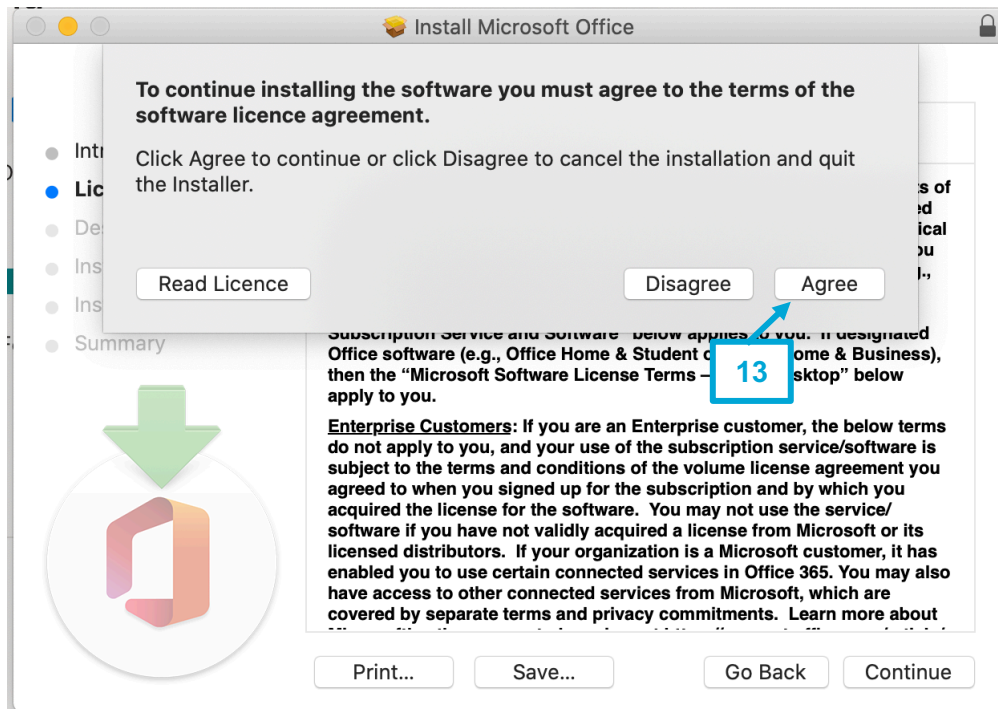 Install Microsoft Office
To continue installing the software you must agree to the terms of the
software licence agreement.
Click Agree to continue or click Disagree to cancel the installation and quit
the Installer.
Read Licence
Disagree
Agree
13
Intr
Lic
De
Ins
Ins
Summary
s of
ed
ical
ou
g.,
Subscription Service and Software" below applies to you. If designated
Office software (e.g., Office Home & Student ome & Business),
then the “Microsoft Software License Terms – sktop” below
apply to you.
Enterprise Customers: If you are an Enterprise customer, the below terms
do not apply to you, and your use of the subscription service/software is
subject to the terms and conditions of the volume license agreement you
agreed to when you signed up for the subscription and by which you
acquired the license for the software. You may not use the service/
software if you have not validly acquired a license from Microsoft or its
licensed distributors. If your organization is a Microsoft customer, it has
enabled you to use certain connected services in Office 365. You may also
have access to other connected services from Microsoft, which are
covered by separate terms and privacy commitments. Learn more about
Print...
Save...
Go Back
Continue